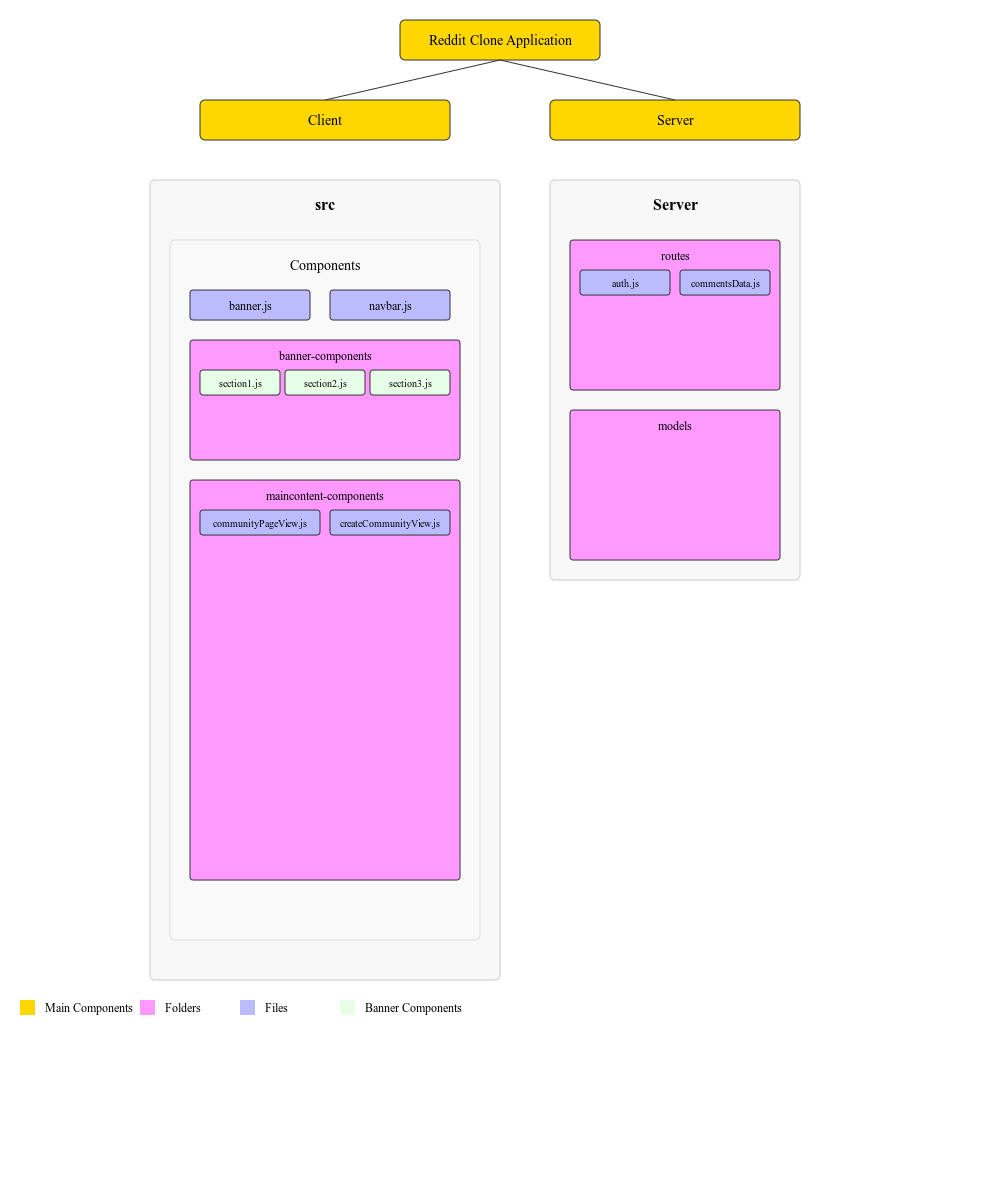 Reddit Clone Application
Client
Server
src
Components
banner.js
navbar.js
banner-components
section1.js
section2.js
section3.js
maincontent-components
communityPageView.js
createCommunityView.js
Server
routes
auth.js
commentsData.js
models
Main Components
Folders
Files
Banner Components